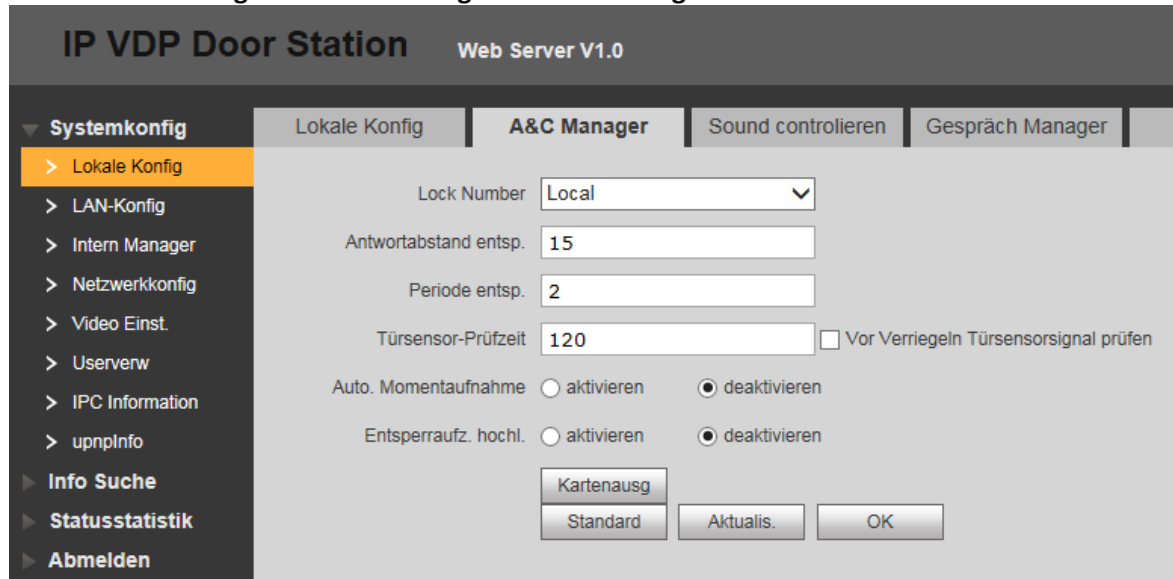 IP VDP Door Station Web Server V1.0
Systemkonfig
Lokale Konfig
LAN-Konfig
Intern Manager
Netzwerkkonfig
Video Einst.
Userverw
IPC Information
upnpInfo
Info Suche
Statusstatistik
Abmelden
Lokale Konfig A&C Manager Sound controlieren Gespräch Manager
Lock Number Local
Antwortabstand entsp. 15
Periode entsp. 2
Türsensor-Prüfzeit 120 Vor Verriegeln Türsensorsignal prüfen
Auto. Momentaufnahme aktivieren deaktivieren
Entsperraufz. hochl. aktivieren deaktivieren
Kartenausg
Standard Aktualis. OK